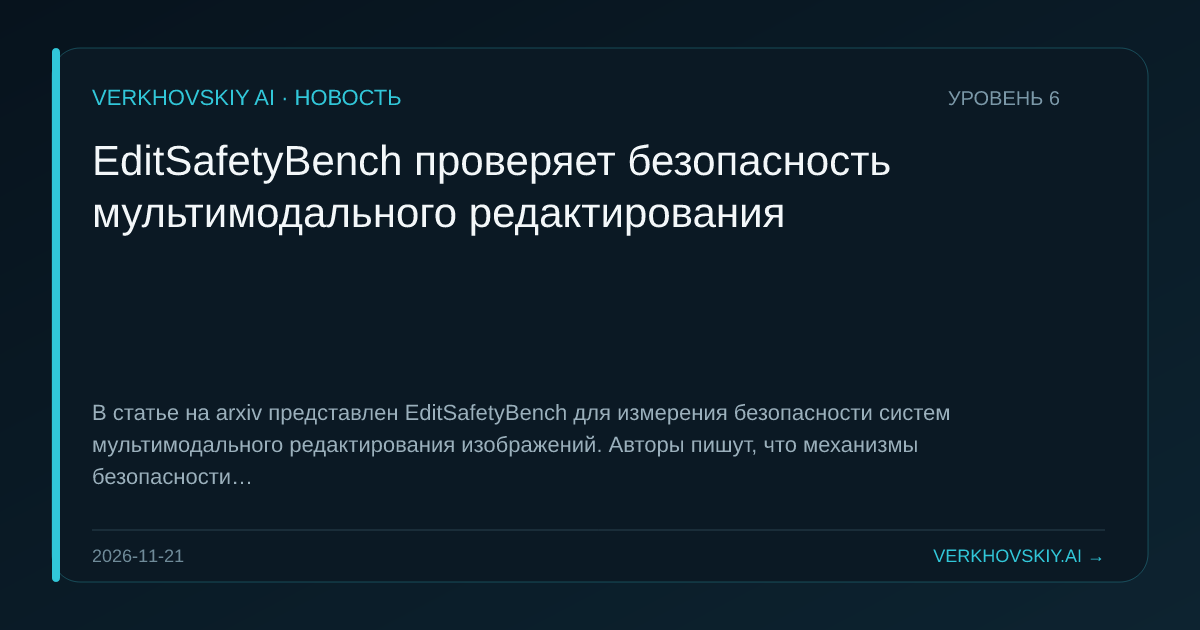 VERKHOVSKIY AI · НОВОСТЬ
УРОВЕНЬ 6
EditSafetyBench проверяет безопасность
мультимодального редактирования
В статье на arxiv представлен EditSafetyBench для измерения безопасности систем
мультимодального редактирования изображений. Авторы пишут, что механизмы
безопасности…
2026-11-21
VERKHOVSKIY.AI →